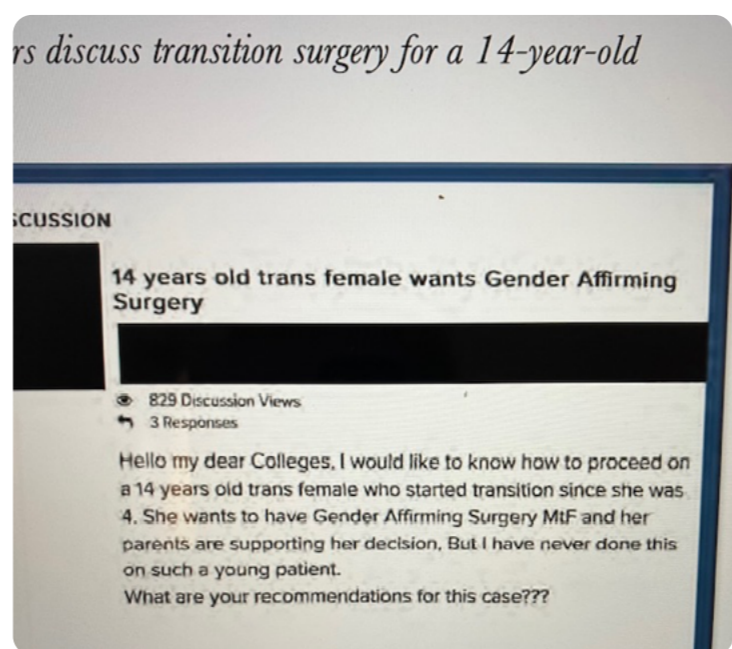 rs discuss transition surgery for a 14-year-old
SCUSSION
14 years old trans female wants Gender Affirming
Surgery
829 Discussion Views
3 Responses
Hello my dear Colleges, I would like to know how to proceed on
a 14 years old trans female who started transition since she was
4. She wants to have Gender Affirming Surgery MtF and her
parents are supporting her decision, But I have never done this
on such a young patient.
What are your recommendations for this case???